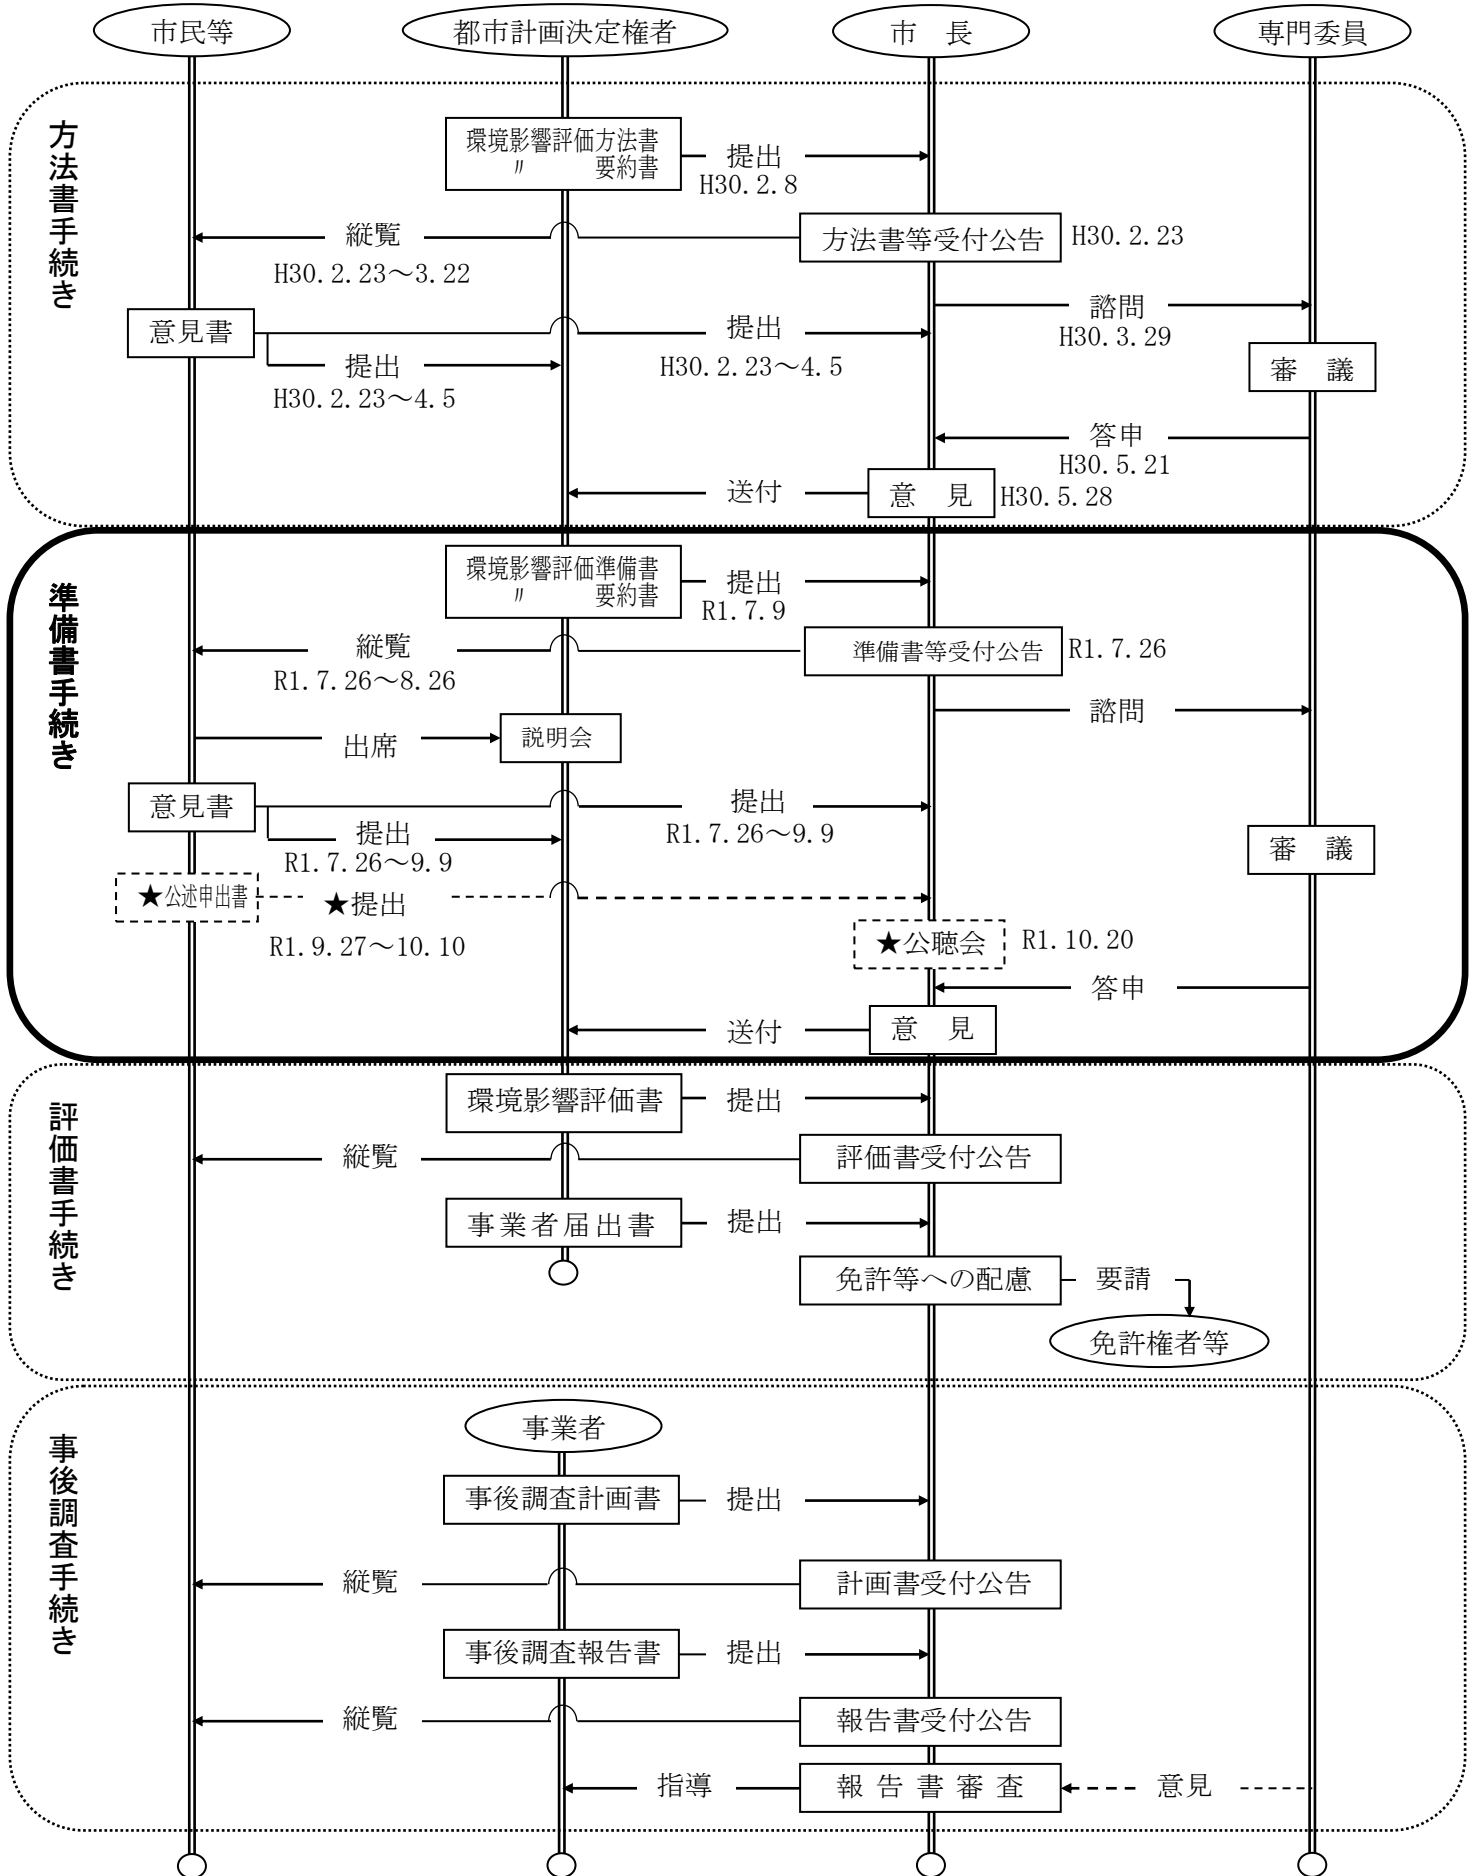 市民等
都市計画決定権者
市　長
専門委員
方法書手続き
環境影響評価方法書
〃　　要約書
提出
H30.2.8
方法書等受付公告
H30.2.23
縦覧
H30.2.23～3.22
諮問
H30.3.29
意見書
提出
H30.2.23～4.5
提出
H30.2.23～4.5
審　議
答申
H30.5.21
意　見
H30.5.28
送付
準備書手続き
環境影響評価準備書
〃　　要約書
提出
R1.7.9
準備書等受付公告
R1.7.26
縦覧
R1.7.26～8.26
諮問
出席
説明会
意見書
提出
R1.7.26～9.9
提出
R1.7.26～9.9
審　議
★公述申出書
★提出
R1.9.27～10.10
★公聴会
R1.10.20
答申
意　見
送付
評価書手続き
環境影響評価書
提出
評価書受付公告
縦覧
事業者届出書
提出
免許等への配慮
要請
免許権者等
事後調査手続き
事業者
事後調査計画書
提出
計画書受付公告
縦覧
事後調査報告書
提出
報告書受付公告
縦覧
報告書審査
指導
意見